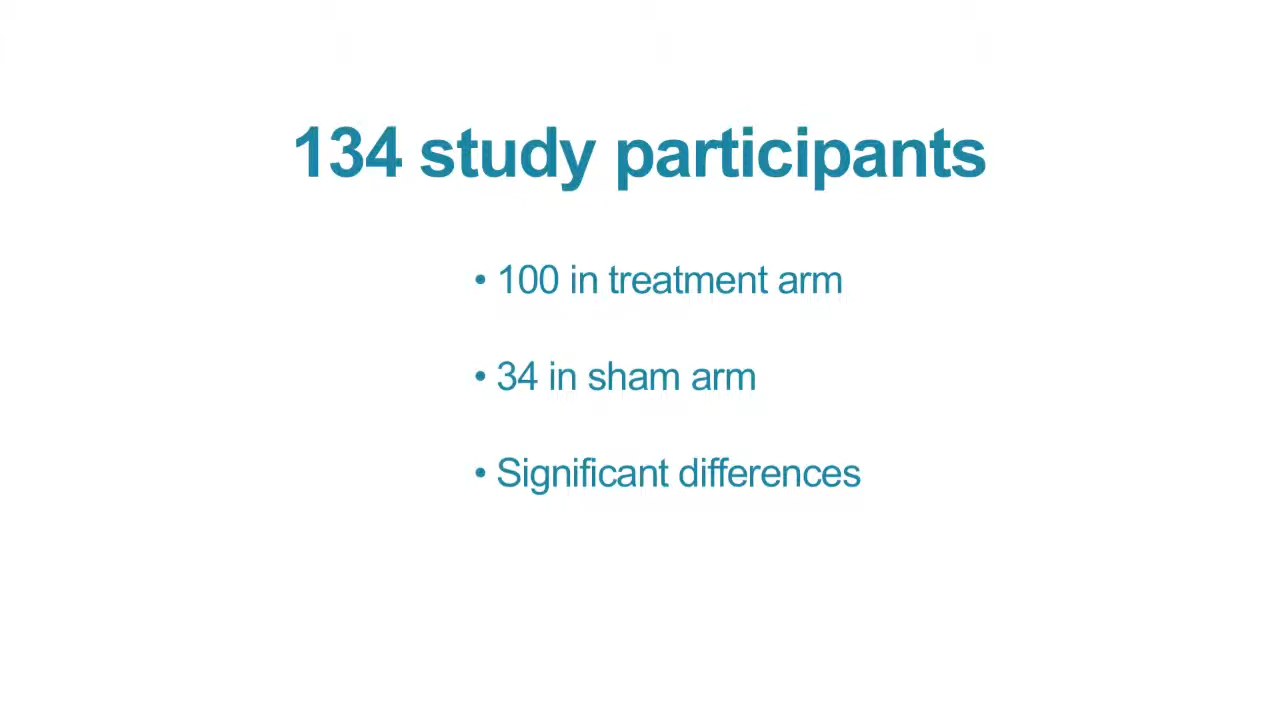 134 study participants
• 100 in treatment arm
• 34 in sham arm
• Significant differences